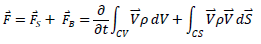 F⃗ = F⃗_S + F⃗_B = ∂/∂t ∫_CV V⃗ρ dV + ∫_CS V⃗ρV⃗ dS⃗